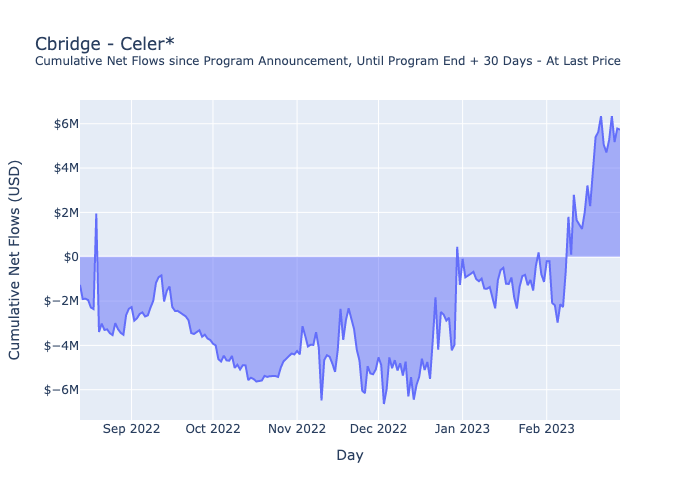 Cbridge - Celer*
Cumulative Net Flows since Program Announcement, Until Program End + 30 Days - At Last Price
Cumulative Net Flows (USD)
$6M
$4M
$2M
$0
$−2M
$−4M
$−6M
Sep 2022 Oct 2022 Nov 2022 Dec 2022 Jan 2023 Feb 2023
Day